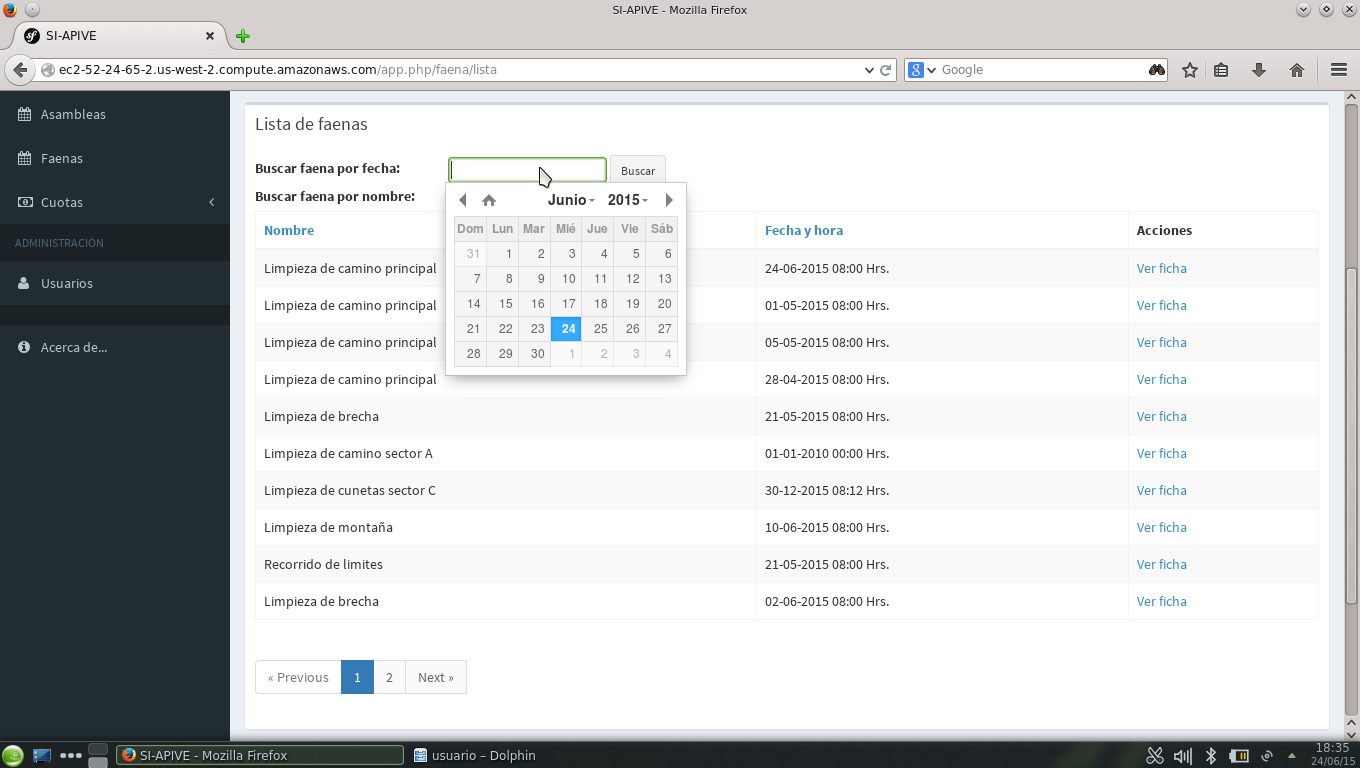 SI-APIVE - Mozilla Firefox
SI-APIVE
ec2-52-24-65-2.us-west-2.compute.amazonaws.com/app.php/faena/lista
Google
Asambleas
Faenas
Cuotas
ADMINISTRACIÓN
Usuarios
Acerca de...
Lista de faenas
Buscar faena por fecha:
Buscar
Buscar faena por nombre:
Junio 2015
Dom Lun Mar Mié Jue Vie Sáb
31 1 2 3 4 5 6
7 8 9 10 11 12 13
14 15 16 17 18 19 20
21 22 23 24 25 26 27
28 29 30 1 2 3 4
Nombre Fecha y hora Acciones
Limpieza de camino principal 24-06-2015 08:00 Hrs. Ver ficha
Limpieza de camino principal 01-05-2015 08:00 Hrs. Ver ficha
Limpieza de camino principal 05-05-2015 08:00 Hrs. Ver ficha
Limpieza de camino principal 28-04-2015 08:00 Hrs. Ver ficha
Limpieza de brecha 21-05-2015 08:00 Hrs. Ver ficha
Limpieza de camino sector A 01-01-2010 00:00 Hrs. Ver ficha
Limpieza de cunetas sector C 30-12-2015 08:12 Hrs. Ver ficha
Limpieza de montaña 10-06-2015 08:00 Hrs. Ver ficha
Recorrido de limites 21-05-2015 08:00 Hrs. Ver ficha
Limpieza de brecha 02-06-2015 08:00 Hrs. Ver ficha
« Previous 1 2 Next »
SI-APIVE - Mozilla Firefox
usuario – Dolphin
18:35
24/06/15